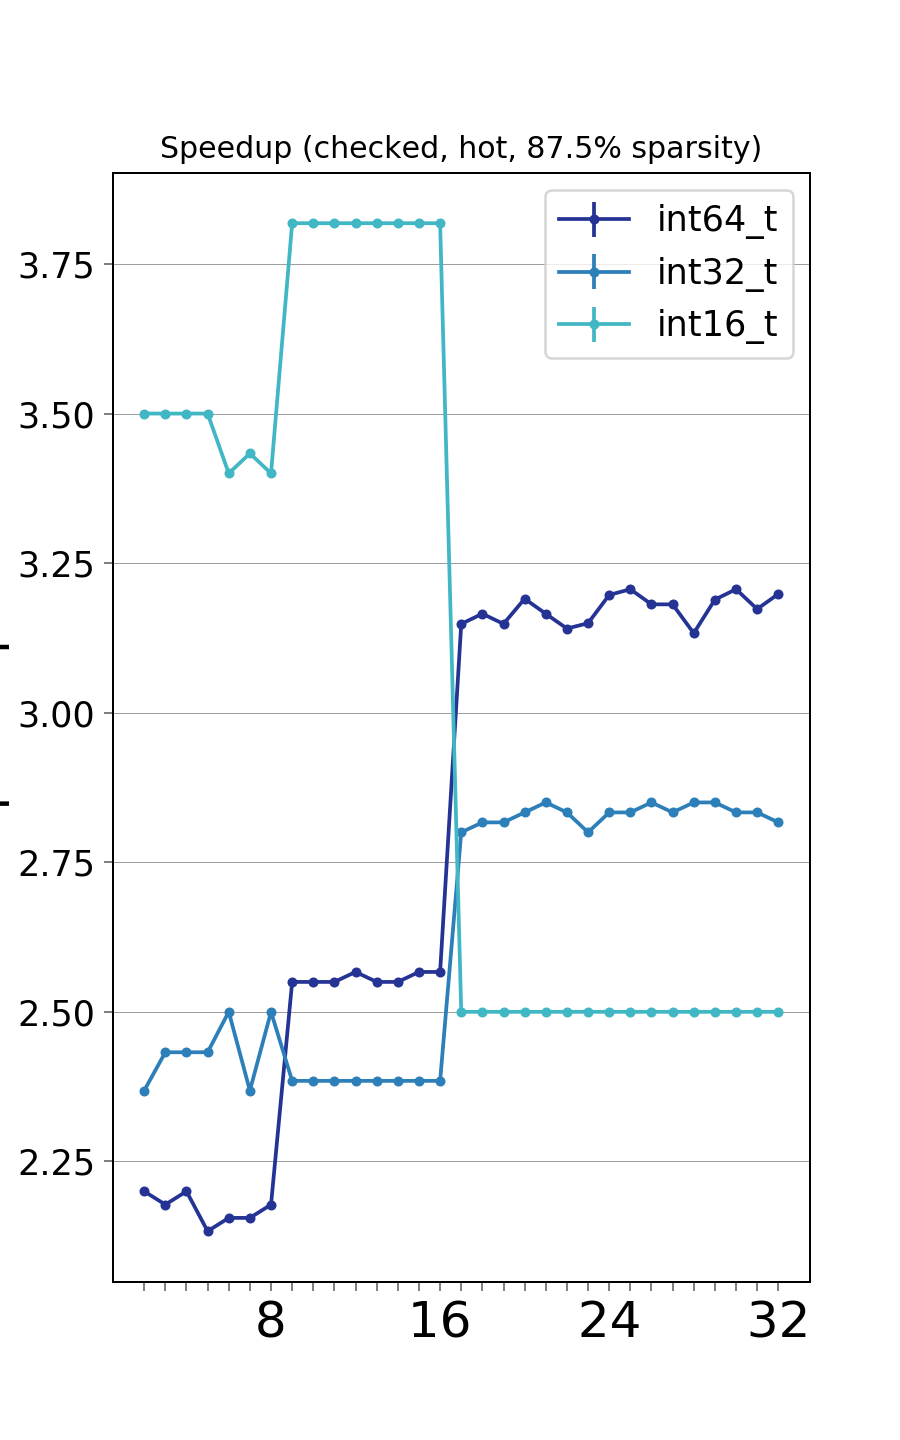 Speedup (checked, hot, 87.5% sparsity)
int64_t
int32_t
int16_t
3.75
3.50
3.25
3.00
2.75
2.50
2.25
8 16 24 32